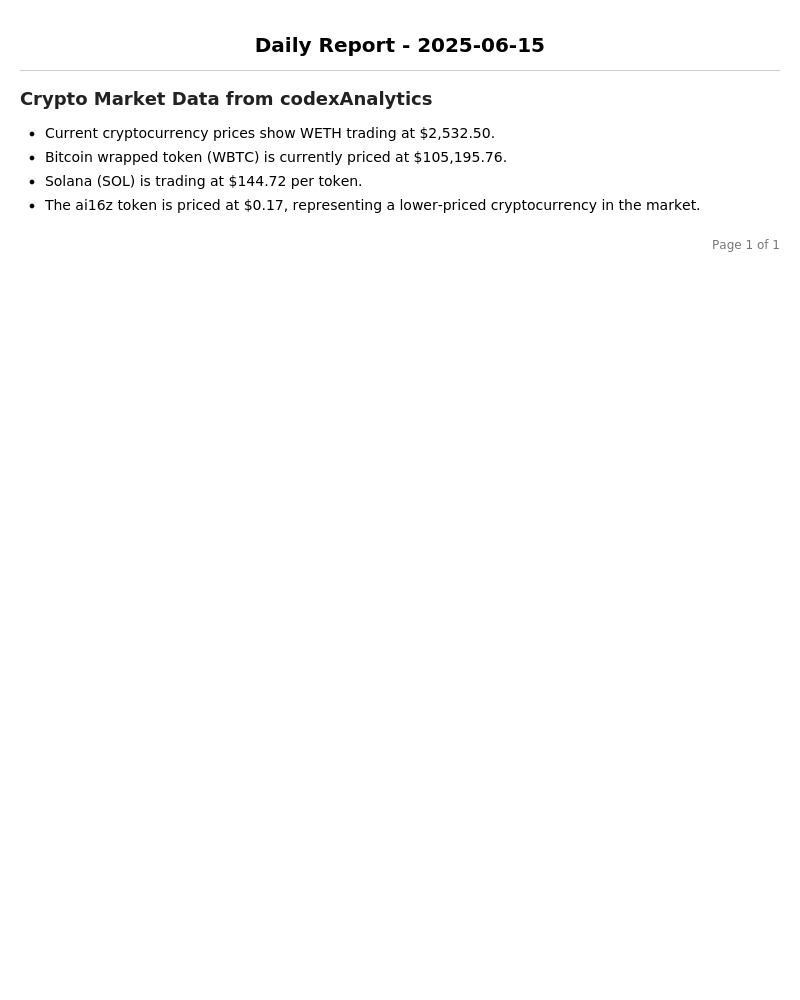 Daily Report - 2025-06-15
Crypto Market Data from codexAnalytics
• Current cryptocurrency prices show WETH trading at $2,532.50.
• Bitcoin wrapped token (WBTC) is currently priced at $105,195.76.
• Solana (SOL) is trading at $144.72 per token.
• The ai16z token is priced at $0.17, representing a lower-priced cryptocurrency in the market.
Page 1 of 1